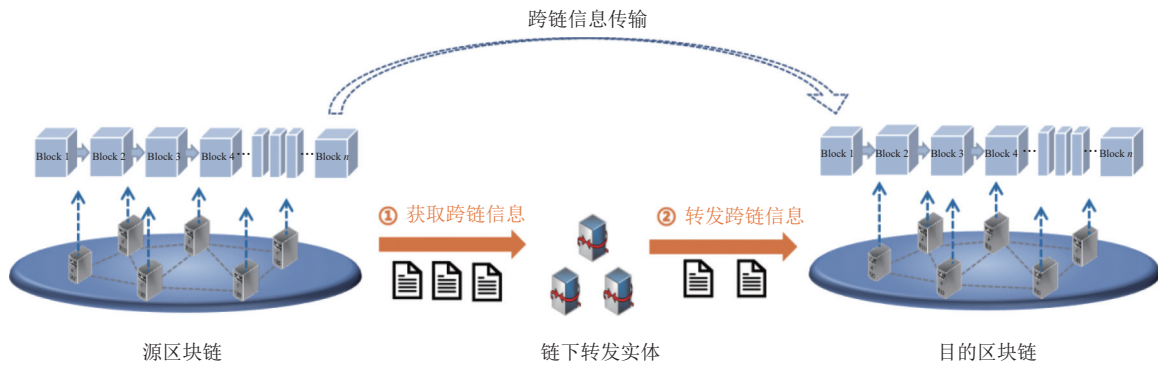 跨链信息传输
Block 1 Block 2 Block 3 Block 4 ··· ··· Block n
Block 1 Block 2 Block 3 Block 4 ··· ··· Block n
① 获取跨链信息
② 转发跨链信息
源区块链
链下转发实体
目的区块链